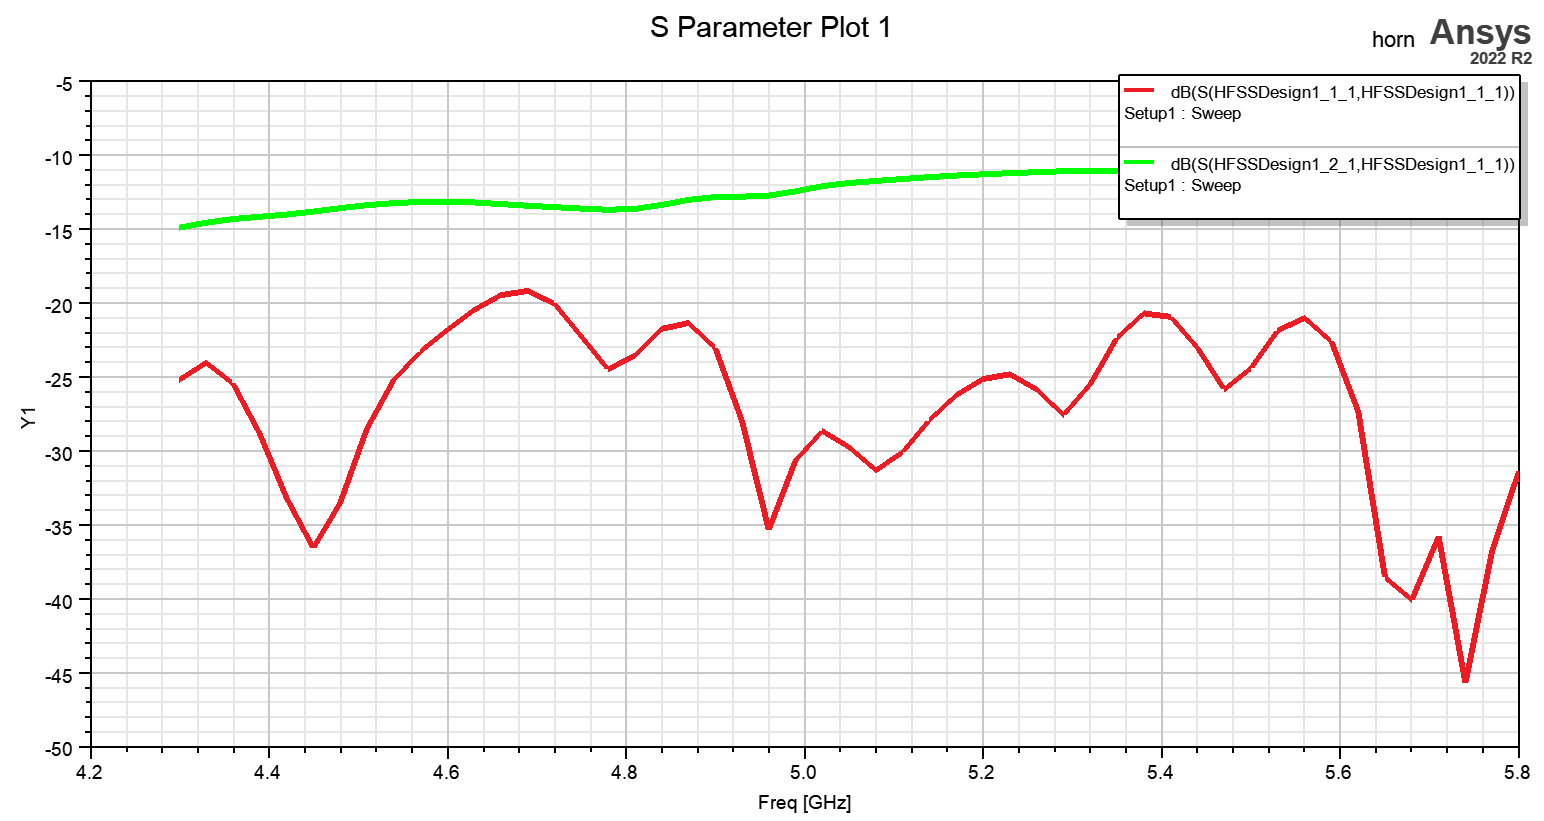 S Parameter Plot 1
horn
Ansys
2022 R2
dB(S(HFSSDesign1_1_1,HFSSDesign1_1_1))
Setup1 : Sweep
dB(S(HFSSDesign1_2_1,HFSSDesign1_1_1))
Setup1 : Sweep
-5
-10
-15
-20
-25
-30
-35
-40
-45
-50
Y1
4.2
4.4
4.6
4.8
5.0
5.2
5.4
5.6
5.8
Freq [GHz]